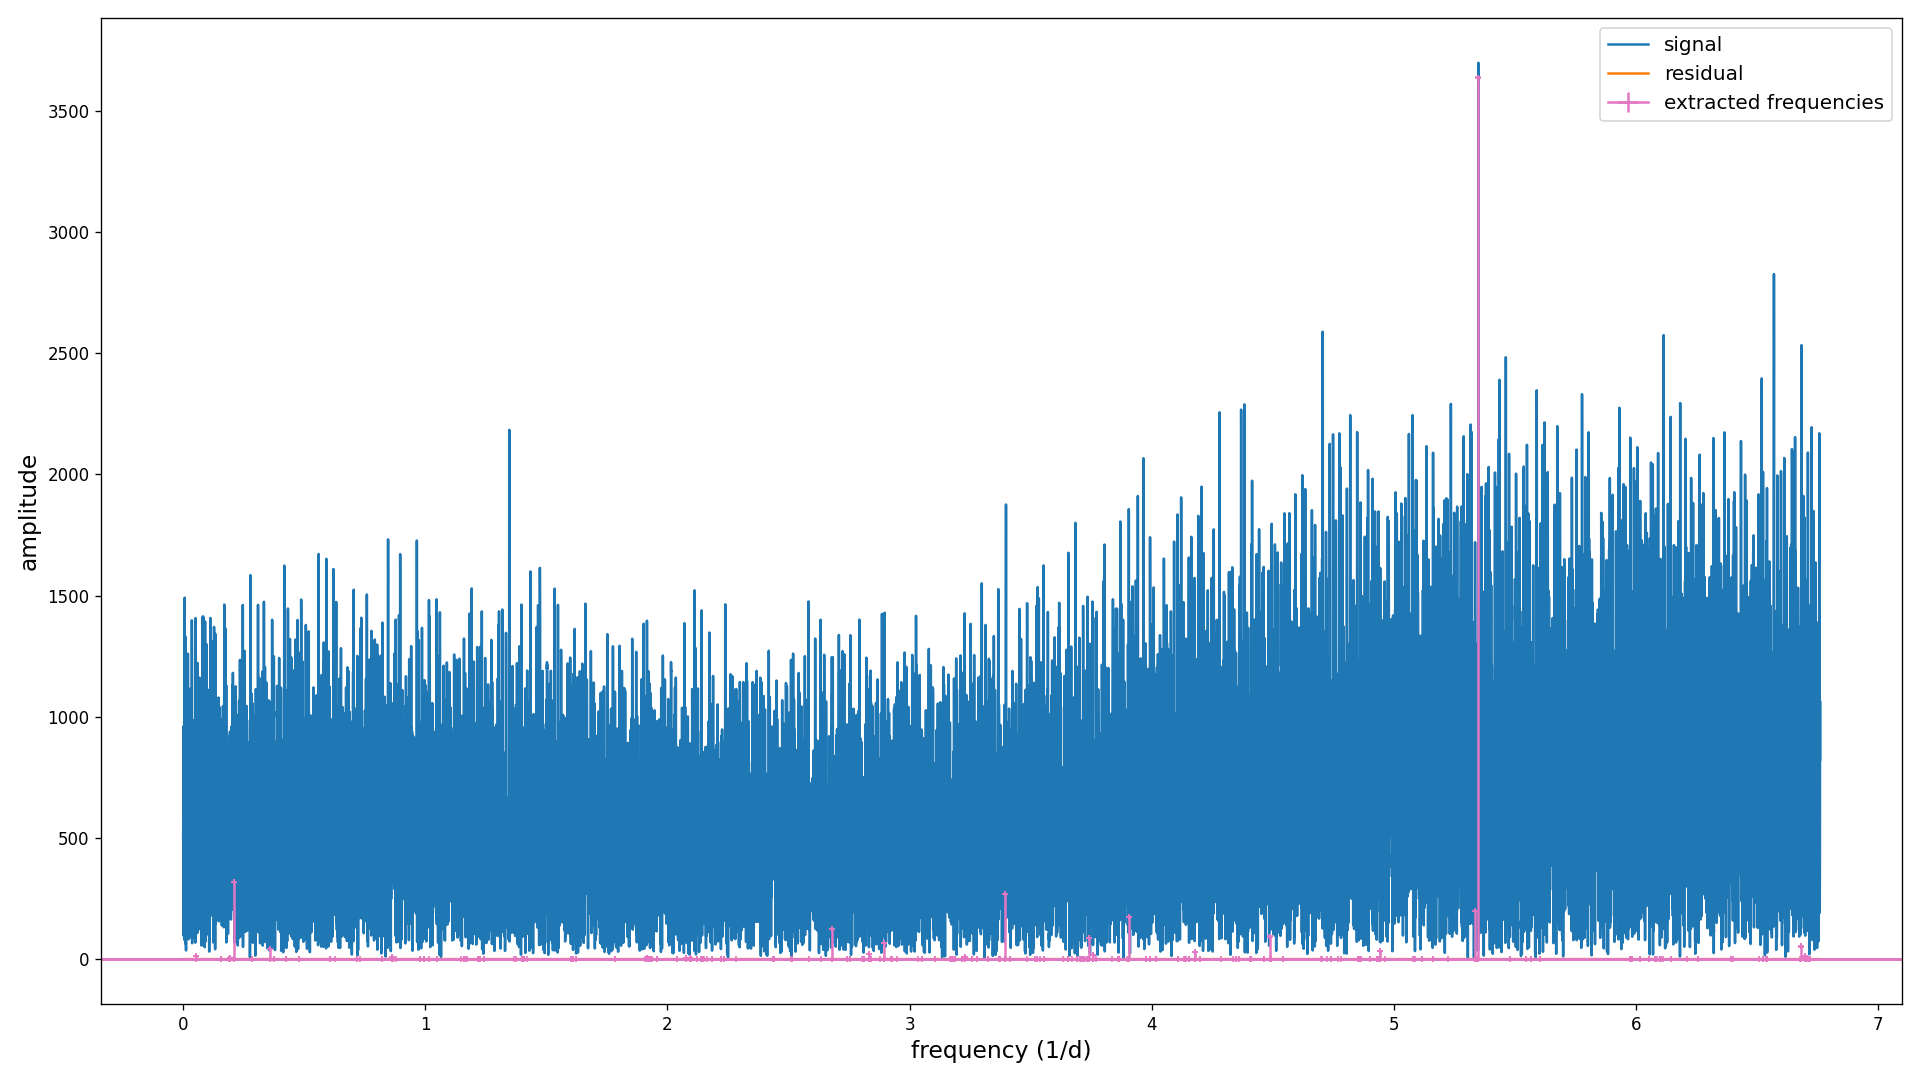 signal
residual
extracted frequencies
amplitude
3500
3000
2500
2000
1500
1000
500
0
0 1 2 3 4 5 6 7
frequency (1/d)